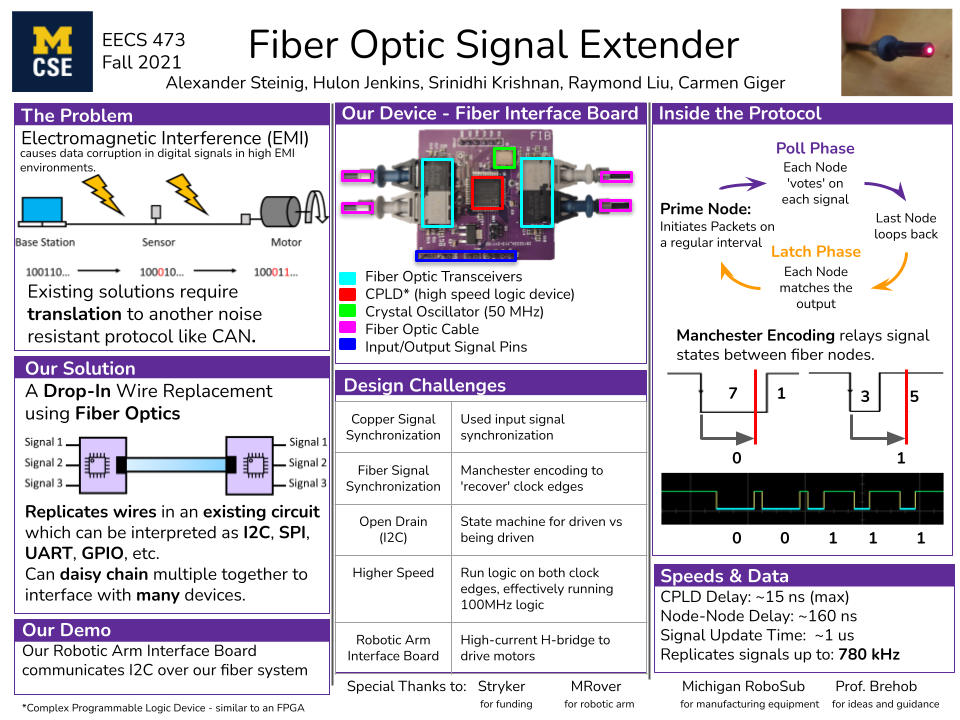 M
CSE
EECS 473
Fall 2021
Fiber Optic Signal Extender
Alexander Steinig, Hulon Jenkins, Srinidhi Krishnan, Raymond Liu, Carmen Giger
The Problem
Electromagnetic Interference (EMI)
causes data corruption in digital signals in high EMI
environments.
Base Station
Sensor
Motor
100110...
100010...
100011...
Existing solutions require
translation to another noise
resistant protocol like CAN.
Our Solution
A Drop-In Wire Replacement
using Fiber Optics
Signal 1
Signal 2
Signal 3
Signal 1
Signal 2
Signal 3
Replicates wires in an existing circuit
which can be interpreted as I2C, SPI,
UART, GPIO, etc.
Can daisy chain multiple together to
interface with many devices.
Our Demo
Our Robotic Arm Interface Board
communicates I2C over our fiber system
*Complex Programmable Logic Device - similar to an FPGA
Our Device - Fiber Interface Board
FIB
Fiber Optic Transceivers
CPLD* (high speed logic device)
Crystal Oscillator (50 MHz)
Fiber Optic Cable
Input/Output Signal Pins
Design Challenges
Copper Signal
Synchronization
Used input signal
synchronization
Fiber Signal
Synchronization
Manchester encoding to
'recover' clock edges
Open Drain
(I2C)
State machine for driven vs
being driven
Higher Speed
Run logic on both clock
edges, effectively running
100MHz logic
Robotic Arm
Interface Board
High-current H-bridge to
drive motors
Special Thanks to:
Stryker
for funding
MRover
for robotic arm
Michigan RoboSub
for manufacturing equipment
Prof. Brehob
for ideas and guidance
Inside the Protocol
Poll Phase
Each Node
'votes' on
each signal
Prime Node:
Initiates Packets on
a regular interval
Last Node
loops back
Latch Phase
Each Node
matches the
output
Manchester Encoding relays signal
states between fiber nodes.
7 1 3 5
0 1
0 0 1 1 1
Speeds & Data
CPLD Delay: ~15 ns (max)
Node-Node Delay: ~160 ns
Signal Update Time: ~1 us
Replicates signals up to: 780 kHz